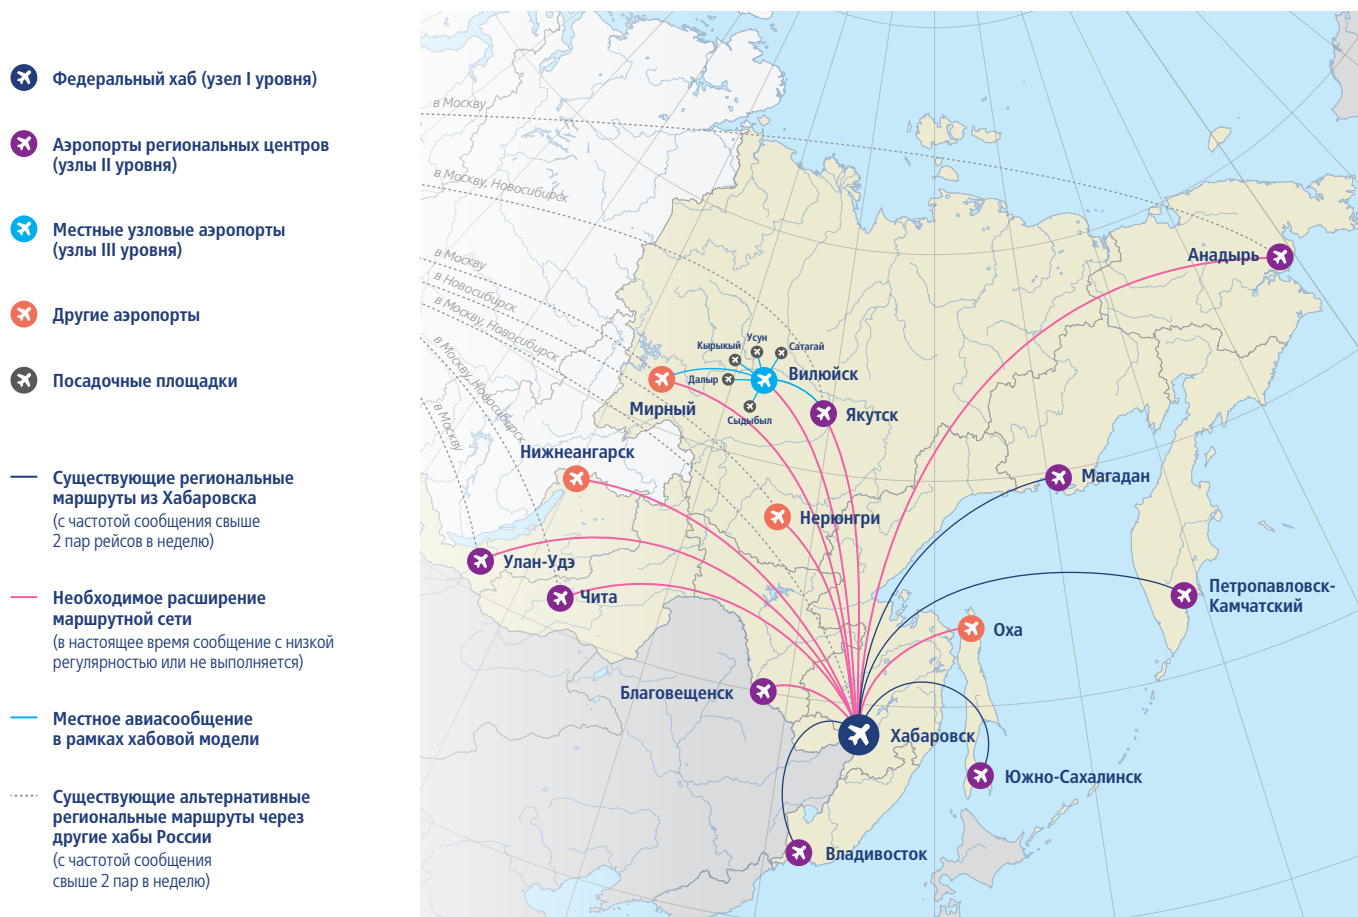 Федеральный хаб (узел I уровня)
Аэропорты региональных центров
(узлы II уровня)
Местные узловые аэропорты
(узлы III уровня)
Другие аэропорты
Посадочные площадки
Существующие региональные
маршруты из Хабаровска
(с частотой сообщения свыше
2 пар рейсов в неделю)
Необходимое расширение
маршрутной сети
(в настоящее время сообщение с низкой
регулярностью или не выполняется)
Местное авиасообщение
в рамках хабовой модели
Существующие альтернативные
региональные маршруты через
другие хабы России
(с частотой сообщения
свыше 2 пар в неделю)
в Москву
в Москву, Новосибирск
в Москву
в Новосибирск
в Москву, Новосибирск
в Москву, Новосибирск
в Москву
Анадырь
Усун
Кырыкый
Сатагай
Далыр
Вилюйск
Сыдыбыл
Мирный
Якутск
Нижнеангарск
Магадан
Нерюнгри
Улан-Удэ
Чита
Петропавловск-
Камчатский
Оха
Благовещенск
Хабаровск
Южно-Сахалинск
Владивосток